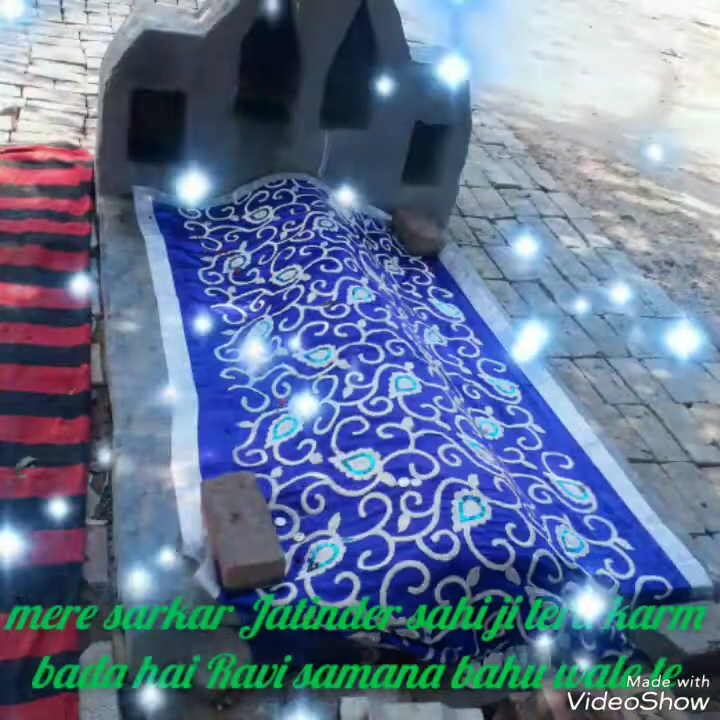 mere sarkar Jatinder sahi ji tera karm
bada hai Ravi samana bahu wale te
Made with
VideoShow